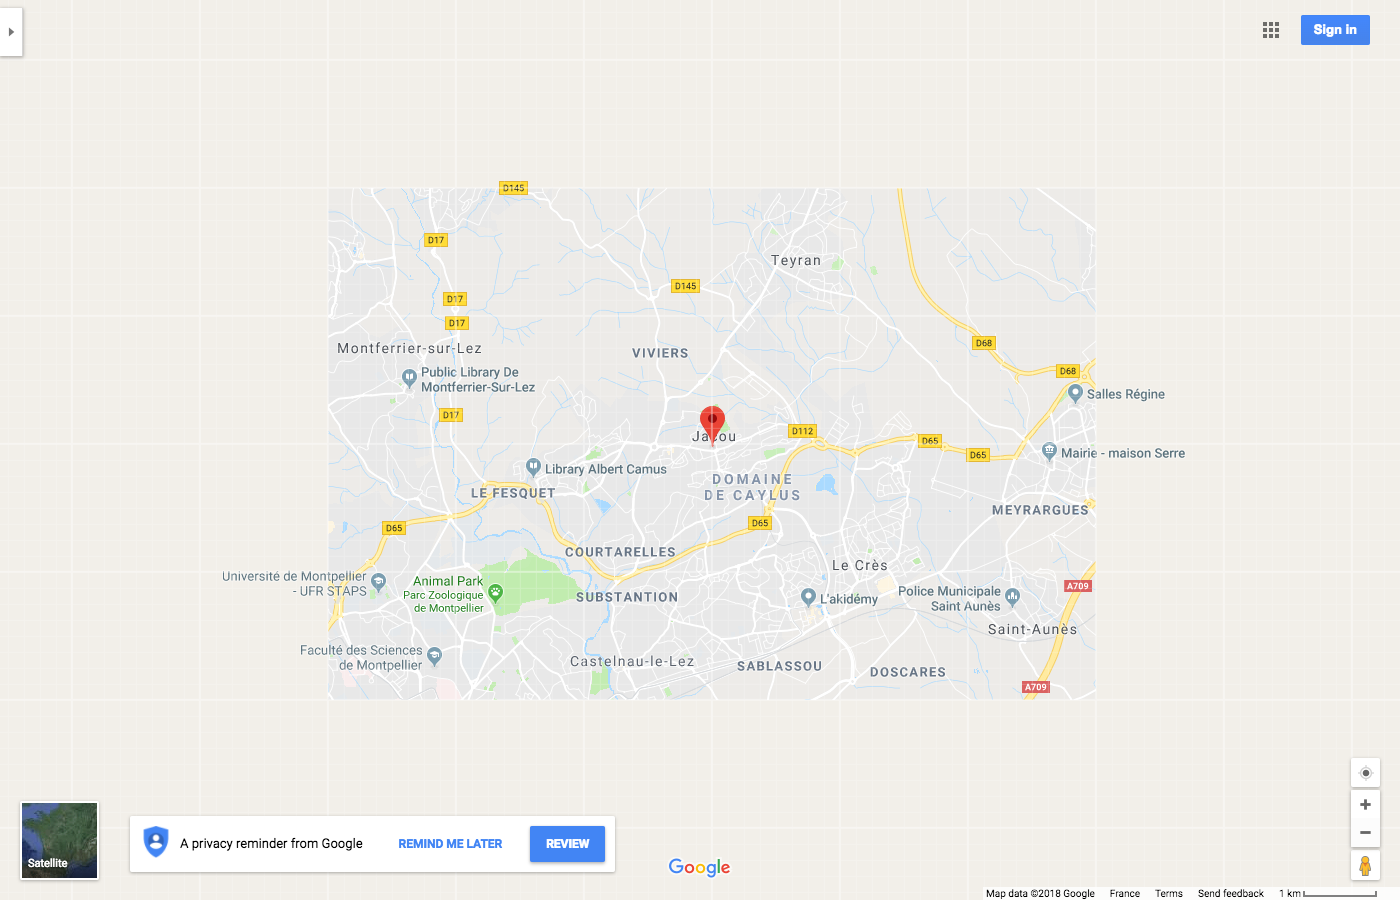 Sign in
D145
D17
Teyran
D145
D17
D17
D68
Montferrier-sur-Lez
VIVIERS
D68
Public Library De
Montferrier-Sur-Lez
Salles Régine
D17
D112
Jacou
D65
D65
Mairie - maison Serre
Library Albert Camus
DOMAINE
DE CAYLUS
LE FESQUET
MEYRARGUES
D65
D65
COURTARELLES
Le Crès
Université de Montpellier
- UFR STAPS
Animal Park
Parc Zoologique
de Montpellier
A709
SUBSTANTION
L'akidémy
Police Municipale
Saint Aunès
Saint-Aunès
Faculté des Sciences
de Montpellier
Castelnau-le-Lez
SABLASSOU
DOSCARES
A709
Satellite
A privacy reminder from Google
REMIND ME LATER
REVIEW
Google
Map data ©2018 Google
France
Terms
Send feedback
1 km